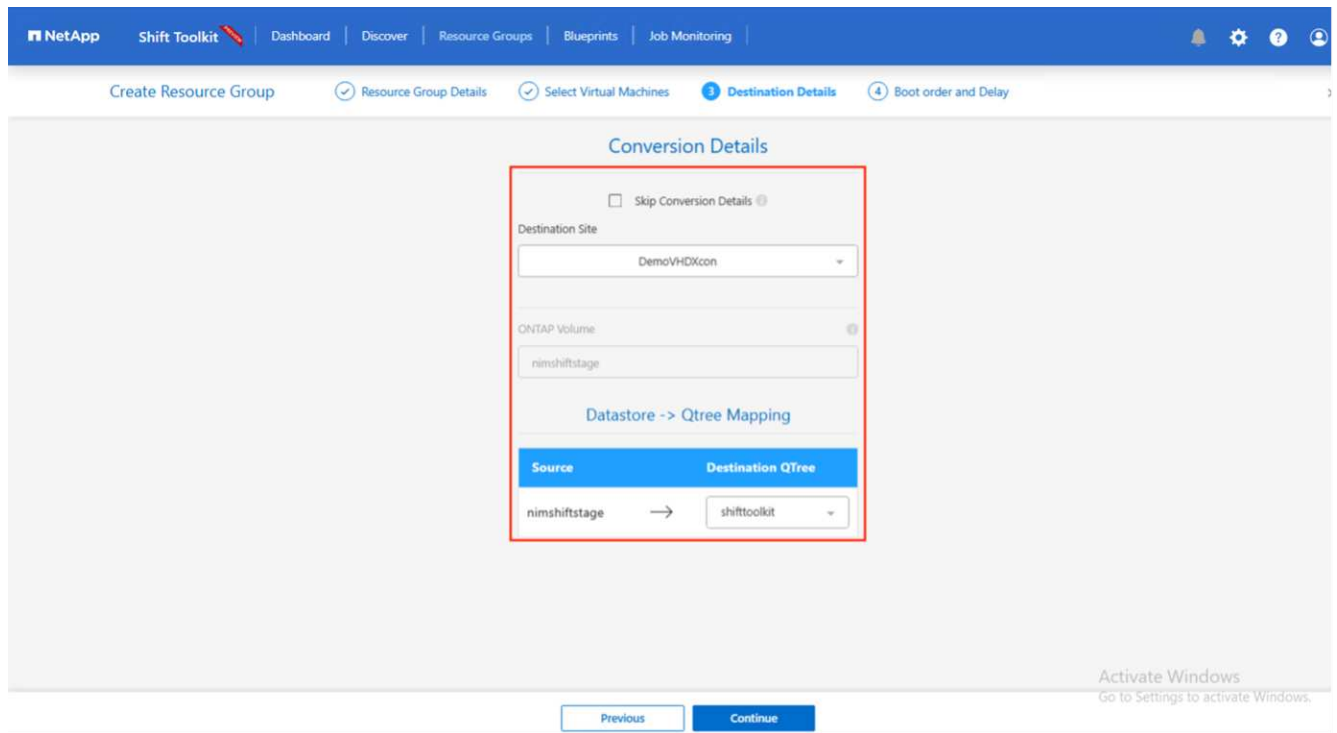 NetApp Shift Toolkit Dashboard Discover Resource Groups Blueprints Job Monitoring
Create Resource Group Resource Group Details Select Virtual Machines 3 Destination Details 4 Boot order and Delay
Conversion Details
Skip Conversion Details
Destination Site
DemoVHDXcon
ONTAP Volume
nimshiftstage
Datastore -> Qtree Mapping
Source Destination QTree
nimshiftstage → shifttoolkit
Activate Windows
Go to Settings to activate Windows.
Previous Continue